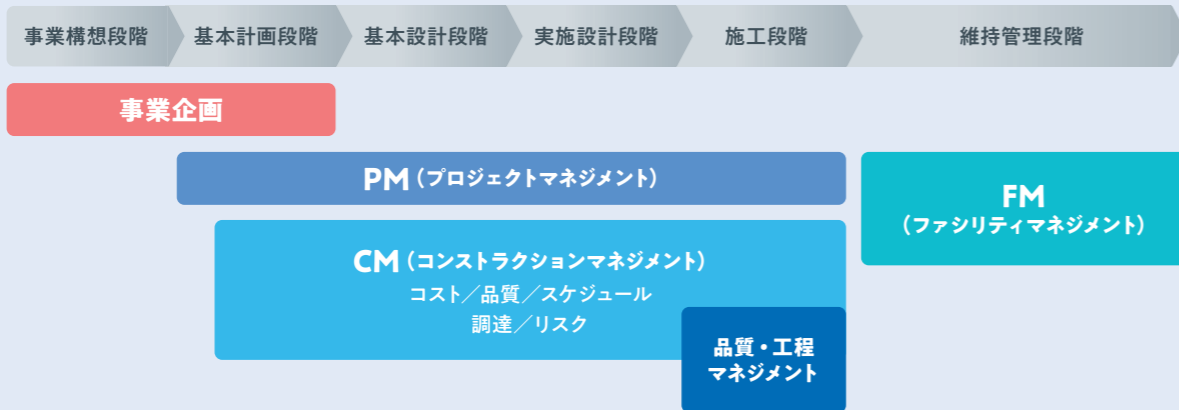 事業構想段階
基本計画段階
基本設計段階
実施設計段階
施工段階
維持管理段階
事業企画
PM(プロジェクトマネジメント)
FM
(ファシリティマネジメント)
CM(コンストラクションマネジメント)
コスト/品質/スケジュール
調達/リスク
品質・工程
マネジメント